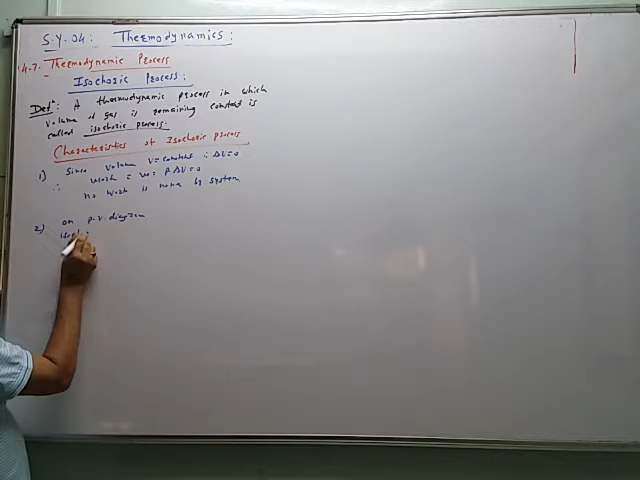 S.Y. 04: Thermodynamics:
4.7. Thermodynamic Process
Isochoric Process:
Defⁿ: A thermodynamic process in which
volume of gas is remaining constant is
called isochoric process.
Characteristics of Isochoric process
1) Since volume V=constant ∴ ΔV=0
∴ work = W = P.ΔV=0
no work is done by system
2) on P.V. diagram